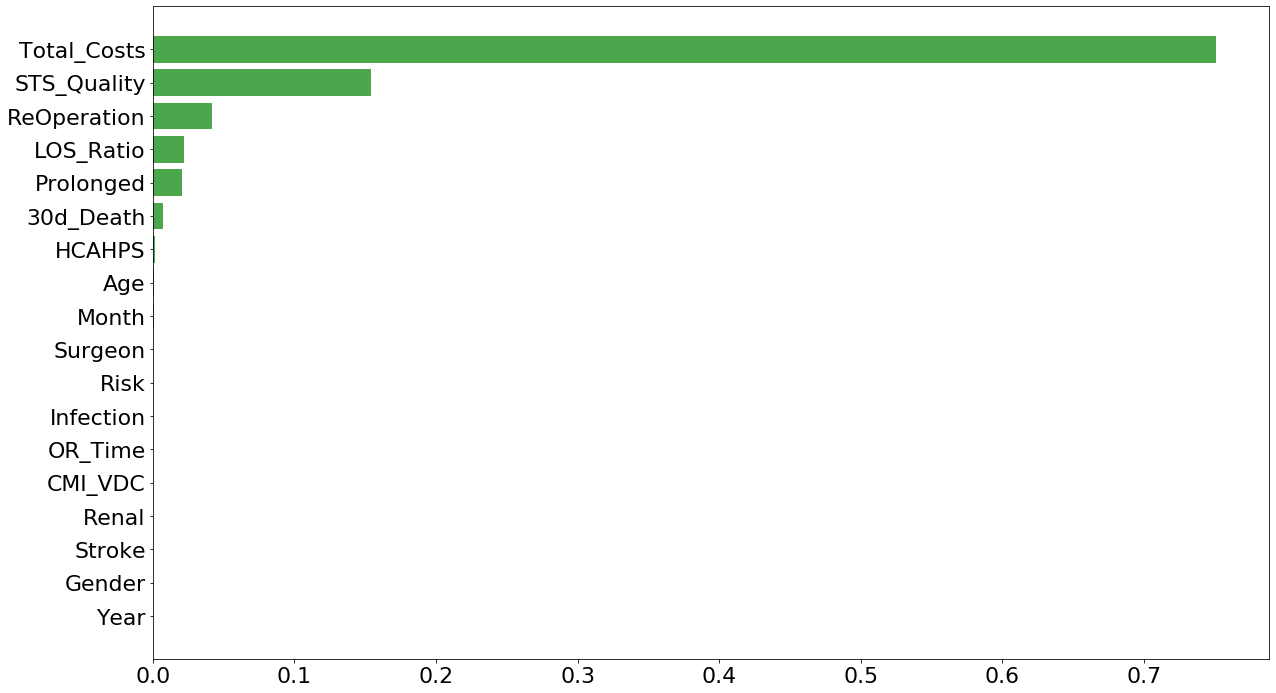 Total_Costs
STS_Quality
ReOperation
LOS_Ratio
Prolonged
30d_Death
HCAHPS
Age
Month
Surgeon
Risk
Infection
OR_Time
CMI_VDC
Renal
Stroke
Gender
Year
0.0 0.1 0.2 0.3 0.4 0.5 0.6 0.7